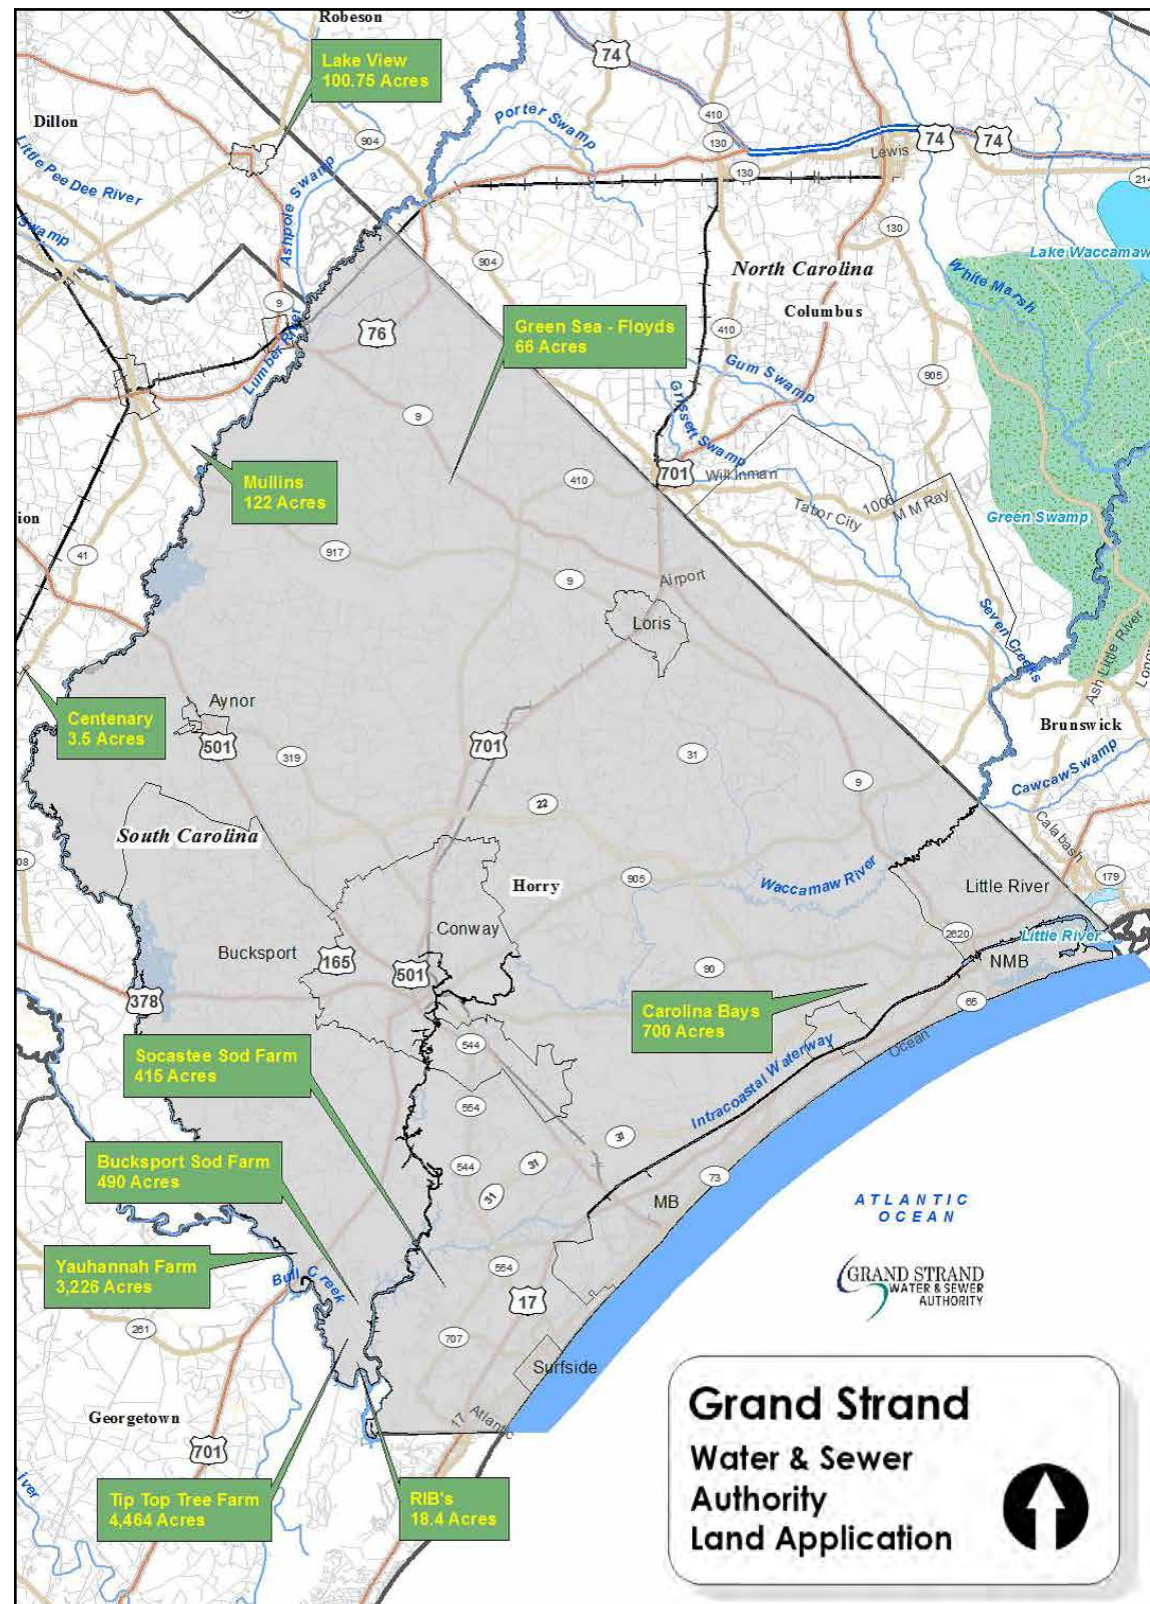 Robeson
Lake View
100.75 Acres
74
Dillon
904
Porter Swamp
410
130
74
74
Lewis
130
214
Little Pee Dee River
Swamp
Ashpole Swamp
130
904
North Carolina
Lake Waccamaw
White Marsh
9
76
Lumber River
Green Sea - Floyds
66 Acres
410
Columbus
Gum Swamp
905
Grissett Swamp
9
Mullins
122 Acres
410
701
Wilkinman
Tabor City
1006
M M Ray
Green Swamp
ion
41
917
9
Airport
Loris
Seven Creeks
Ash Little River
Centenary
3.5 Acres
Aynor
501
319
701
31
9
Brunswick
Cawcaw Swamp
22
Calabash
South Carolina
08
Horry
905
Waccamaw River
179
Little River
Conway
Bucksport
165
501
2620
Little River
NMB
90
378
Carolina Bays
700 Acres
65
Ocean
Socastee Sod Farm
415 Acres
544
Intracoastal Waterway
554
31
Bucksport Sod Farm
490 Acres
544
31
73
31
MB
ATLANTIC
OCEAN
Yauhannah Farm
3,226 Acres
Bull Creek
554
17
GRAND STRAND
WATER & SEWER
AUTHORITY
261
707
Surfside
Georgetown
701
17
Atlantic
River
Tip Top Tree Farm
4,464 Acres
RIB's
18.4 Acres
Grand Strand
Water & Sewer
Authority
Land Application